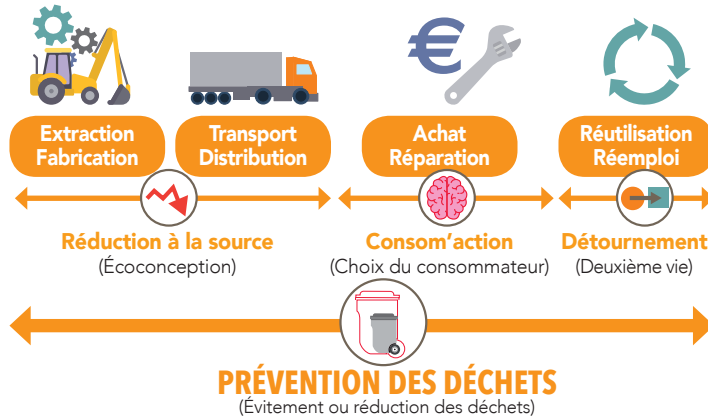 €
Extraction
Fabrication
Transport
Distribution
Achat
Réparation
Réutilisation
Réemploi
Réduction à la source
(Écoconception)
Consom'action
(Choix du consommateur)
Détournement
(Deuxième vie)
PRÉVENTION DES DÉCHETS
(Évitement ou réduction des déchets)